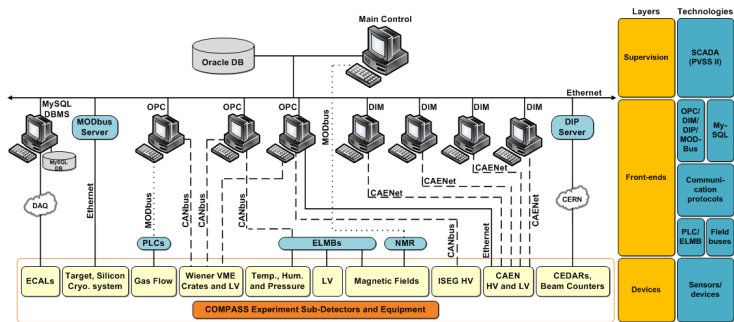 Main Control
Layers
Technologies
Oracle DB
Supervision
SCADA
(PVSS II)
Ethernet
MySQL
DBMS
MODbus
Server
OPC
OPC
OPC
MODbus
DIM
DIM
DIM
DIM
DIP
Server
MySQL
DB
OPC/
DIM/
DIP/
MOD-
Bus
My-
SQL
Front-ends
DAQ
Ethernet
MODbus
CANbus
CANbus
CANbus
CAENet
CAENet
CAENet
CAENet
CERN
Communi-
cation
protocols
PLCs
ELMBs
NMR
CANbus
Ethernet
PLC/
ELMB
Field
buses
ECALs
Target, Silicon
Cryo. system
Gas Flow
Wiener VME
Crates and LV
Temp., Hum.
and Pressure
LV
Magnetic Fields
ISEG HV
CAEN
HV and LV
CEDARs,
Beam Counters
Devices
Sensors/
devices
COMPASS Experiment Sub-Detectors and Equipment